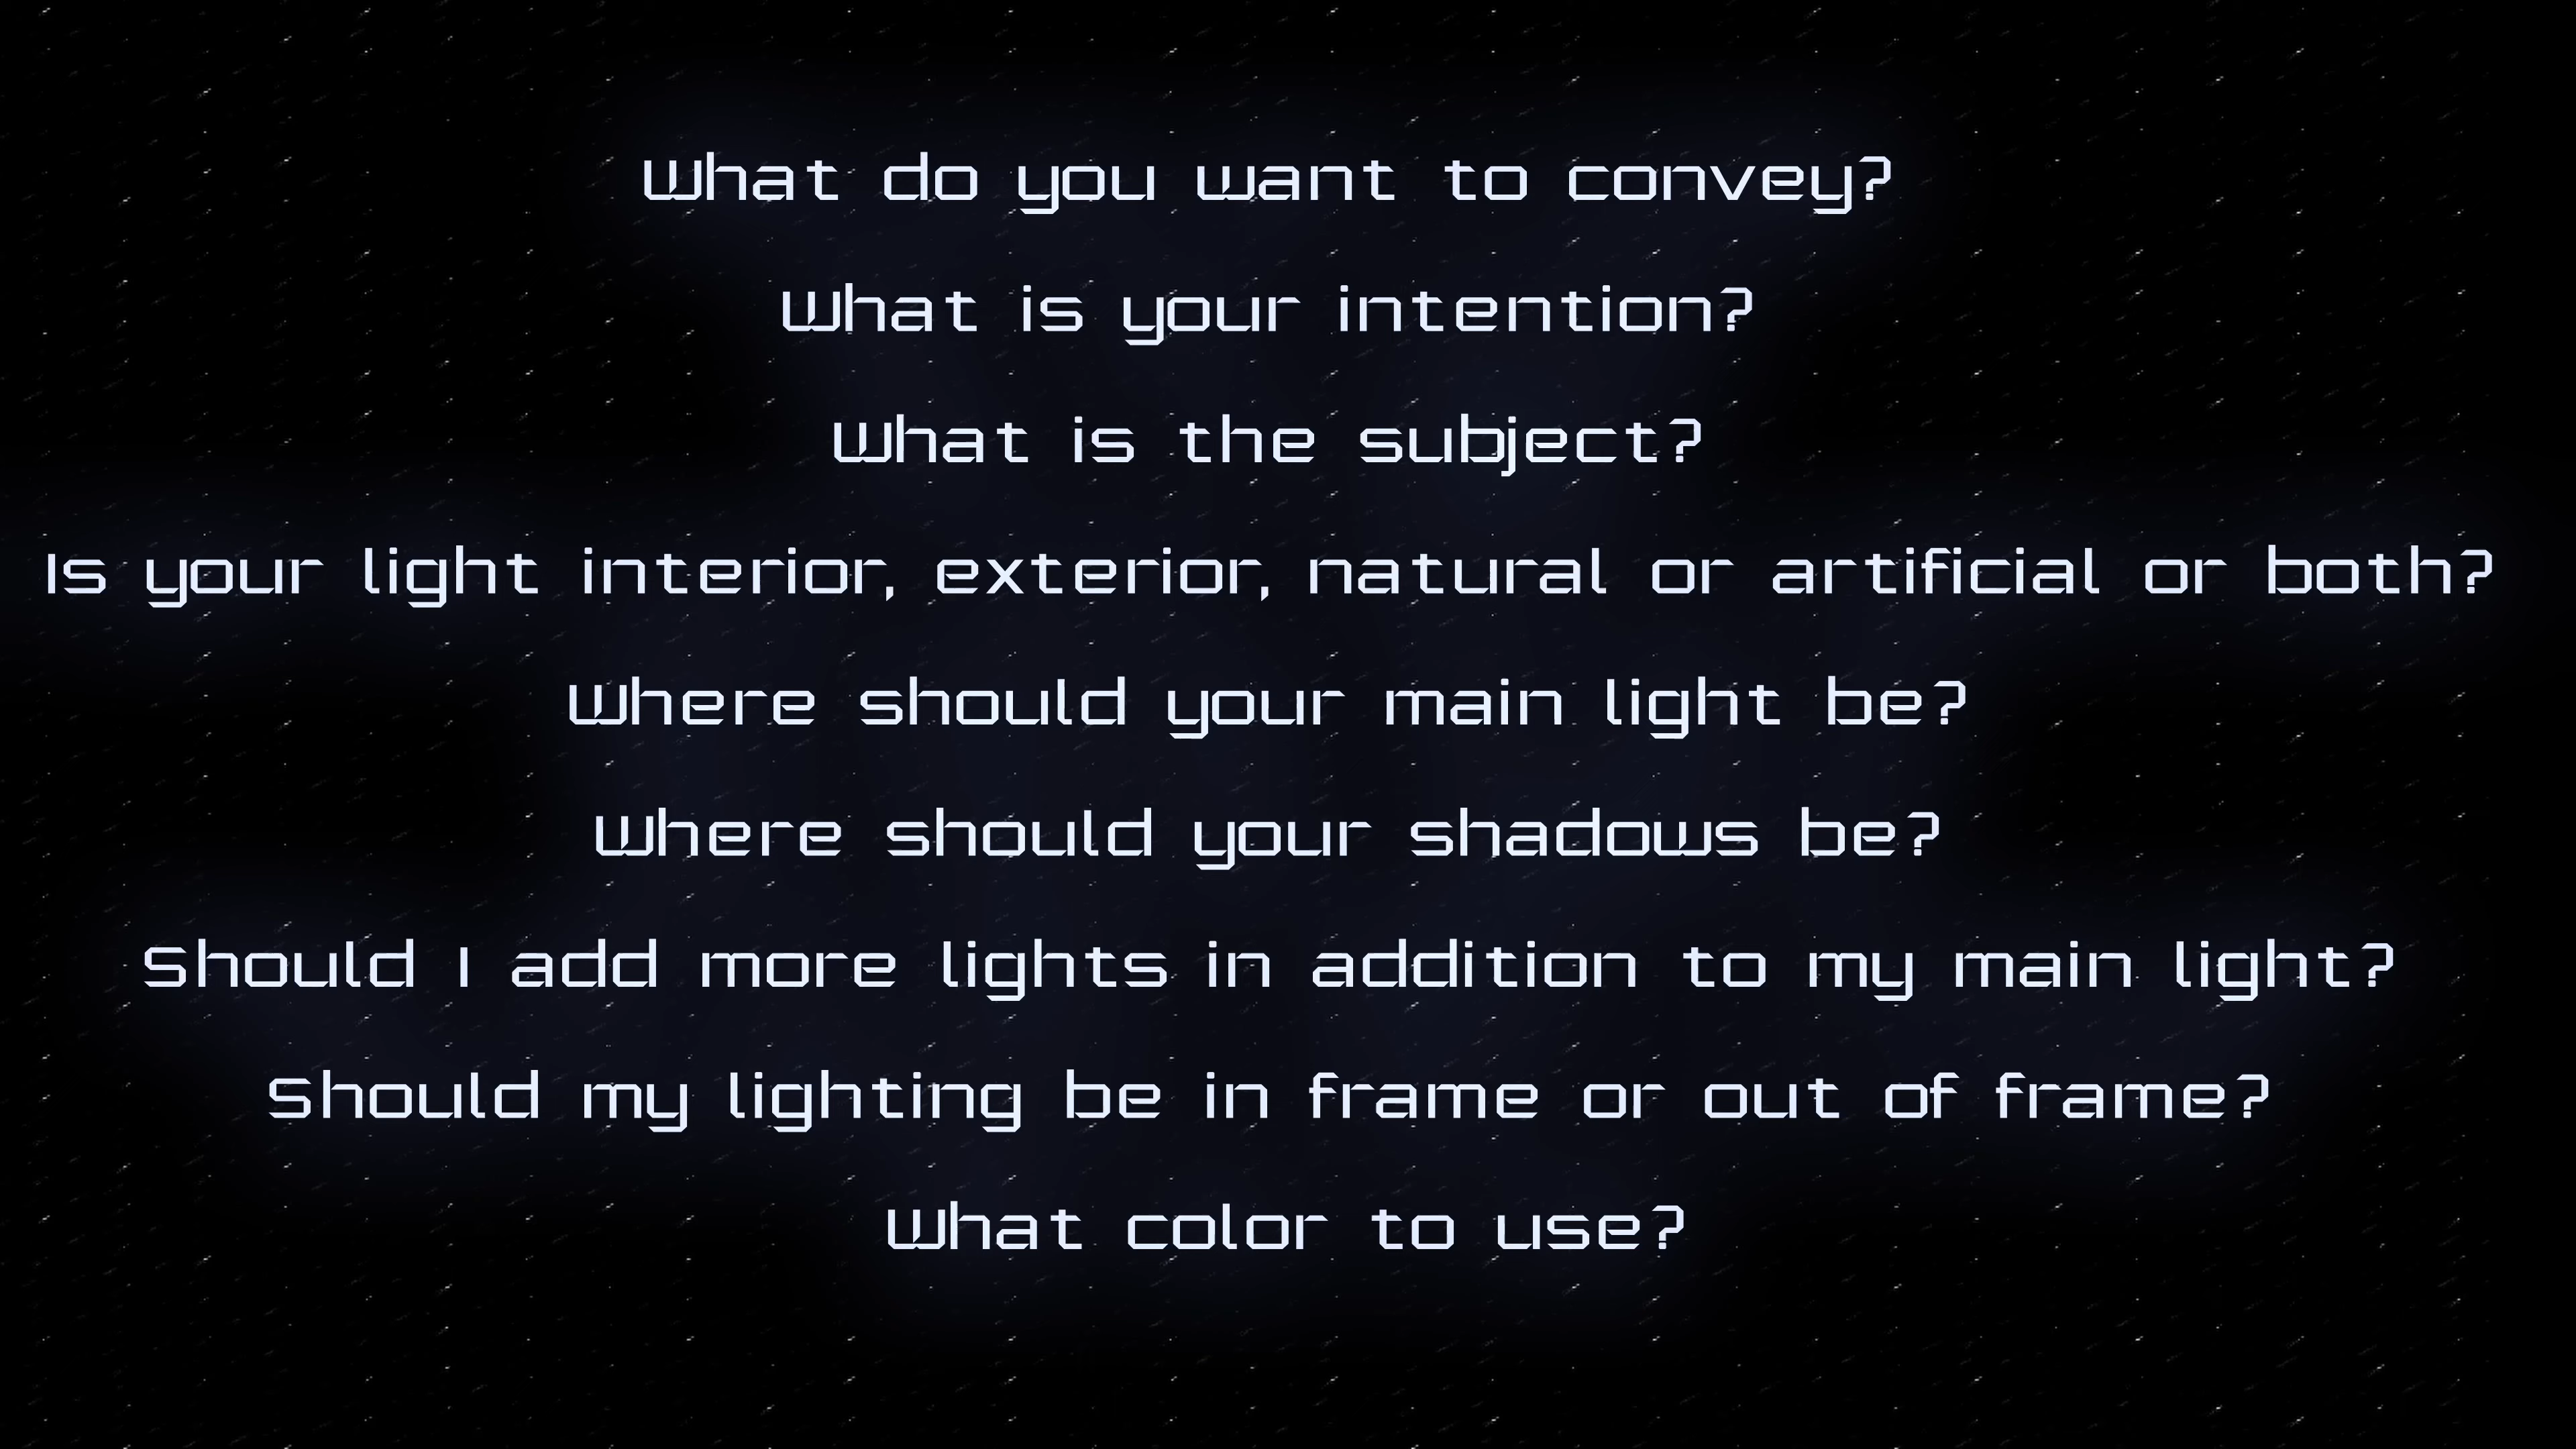 What do you want to convey?
What is your intention?
What is the subject?
Is your light interior, exterior, natural or artificial or both?
Where should your main light be?
Where should your shadows be?
Should I add more lights in addition to my main light?
Should my lighting be in frame or out of frame?
What color to use?